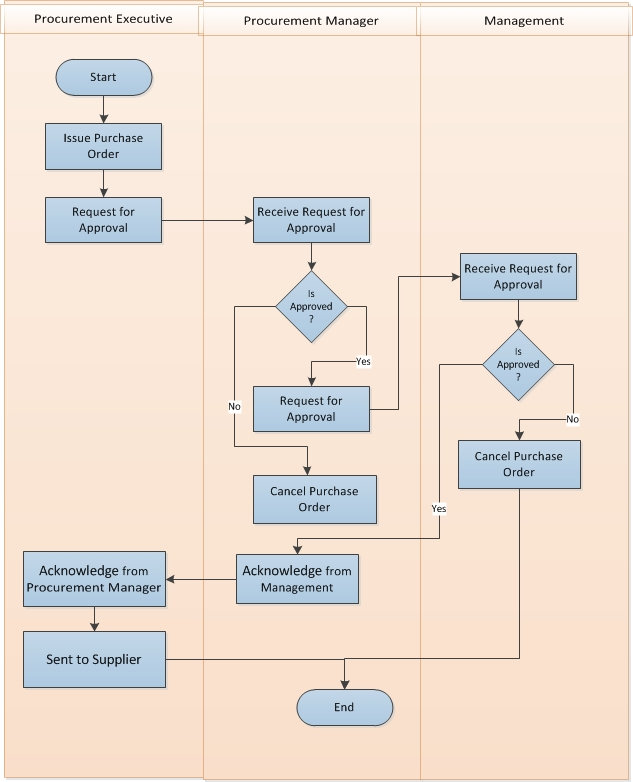 Procurement Executive
Procurement Manager
Management
Start
Issue Purchase
Order
Request for
Approval
Receive Request for
Approval
Is
Approved
?
Yes
No
Request for
Approval
Cancel Purchase
Order
Receive Request for
Approval
Is
Approved
?
No
Yes
Cancel Purchase
Order
Acknowledge from
Management
Acknowledge from
Procurement Manager
Sent to Supplier
End